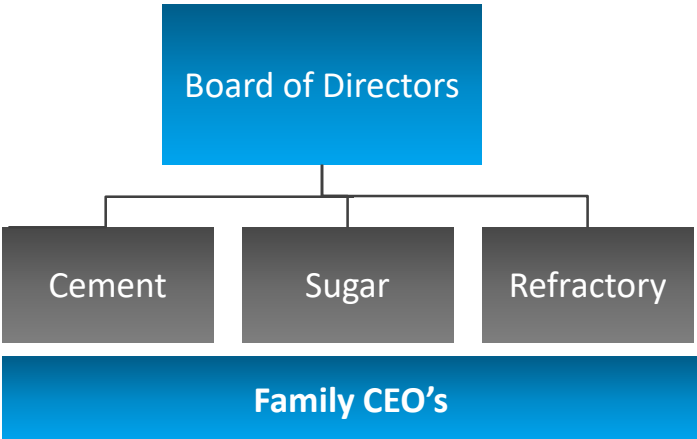 Board of Directors
Cement
Sugar
Refractory
Family CEO’s